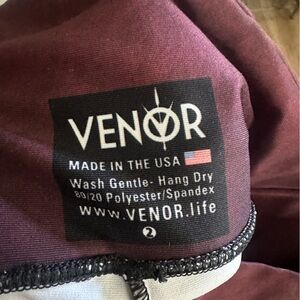 VENOR
MADE IN THE USA
Wash Gentle- Hang Dry
80/20 Polyester/Spandex
www.VENOR.life
2